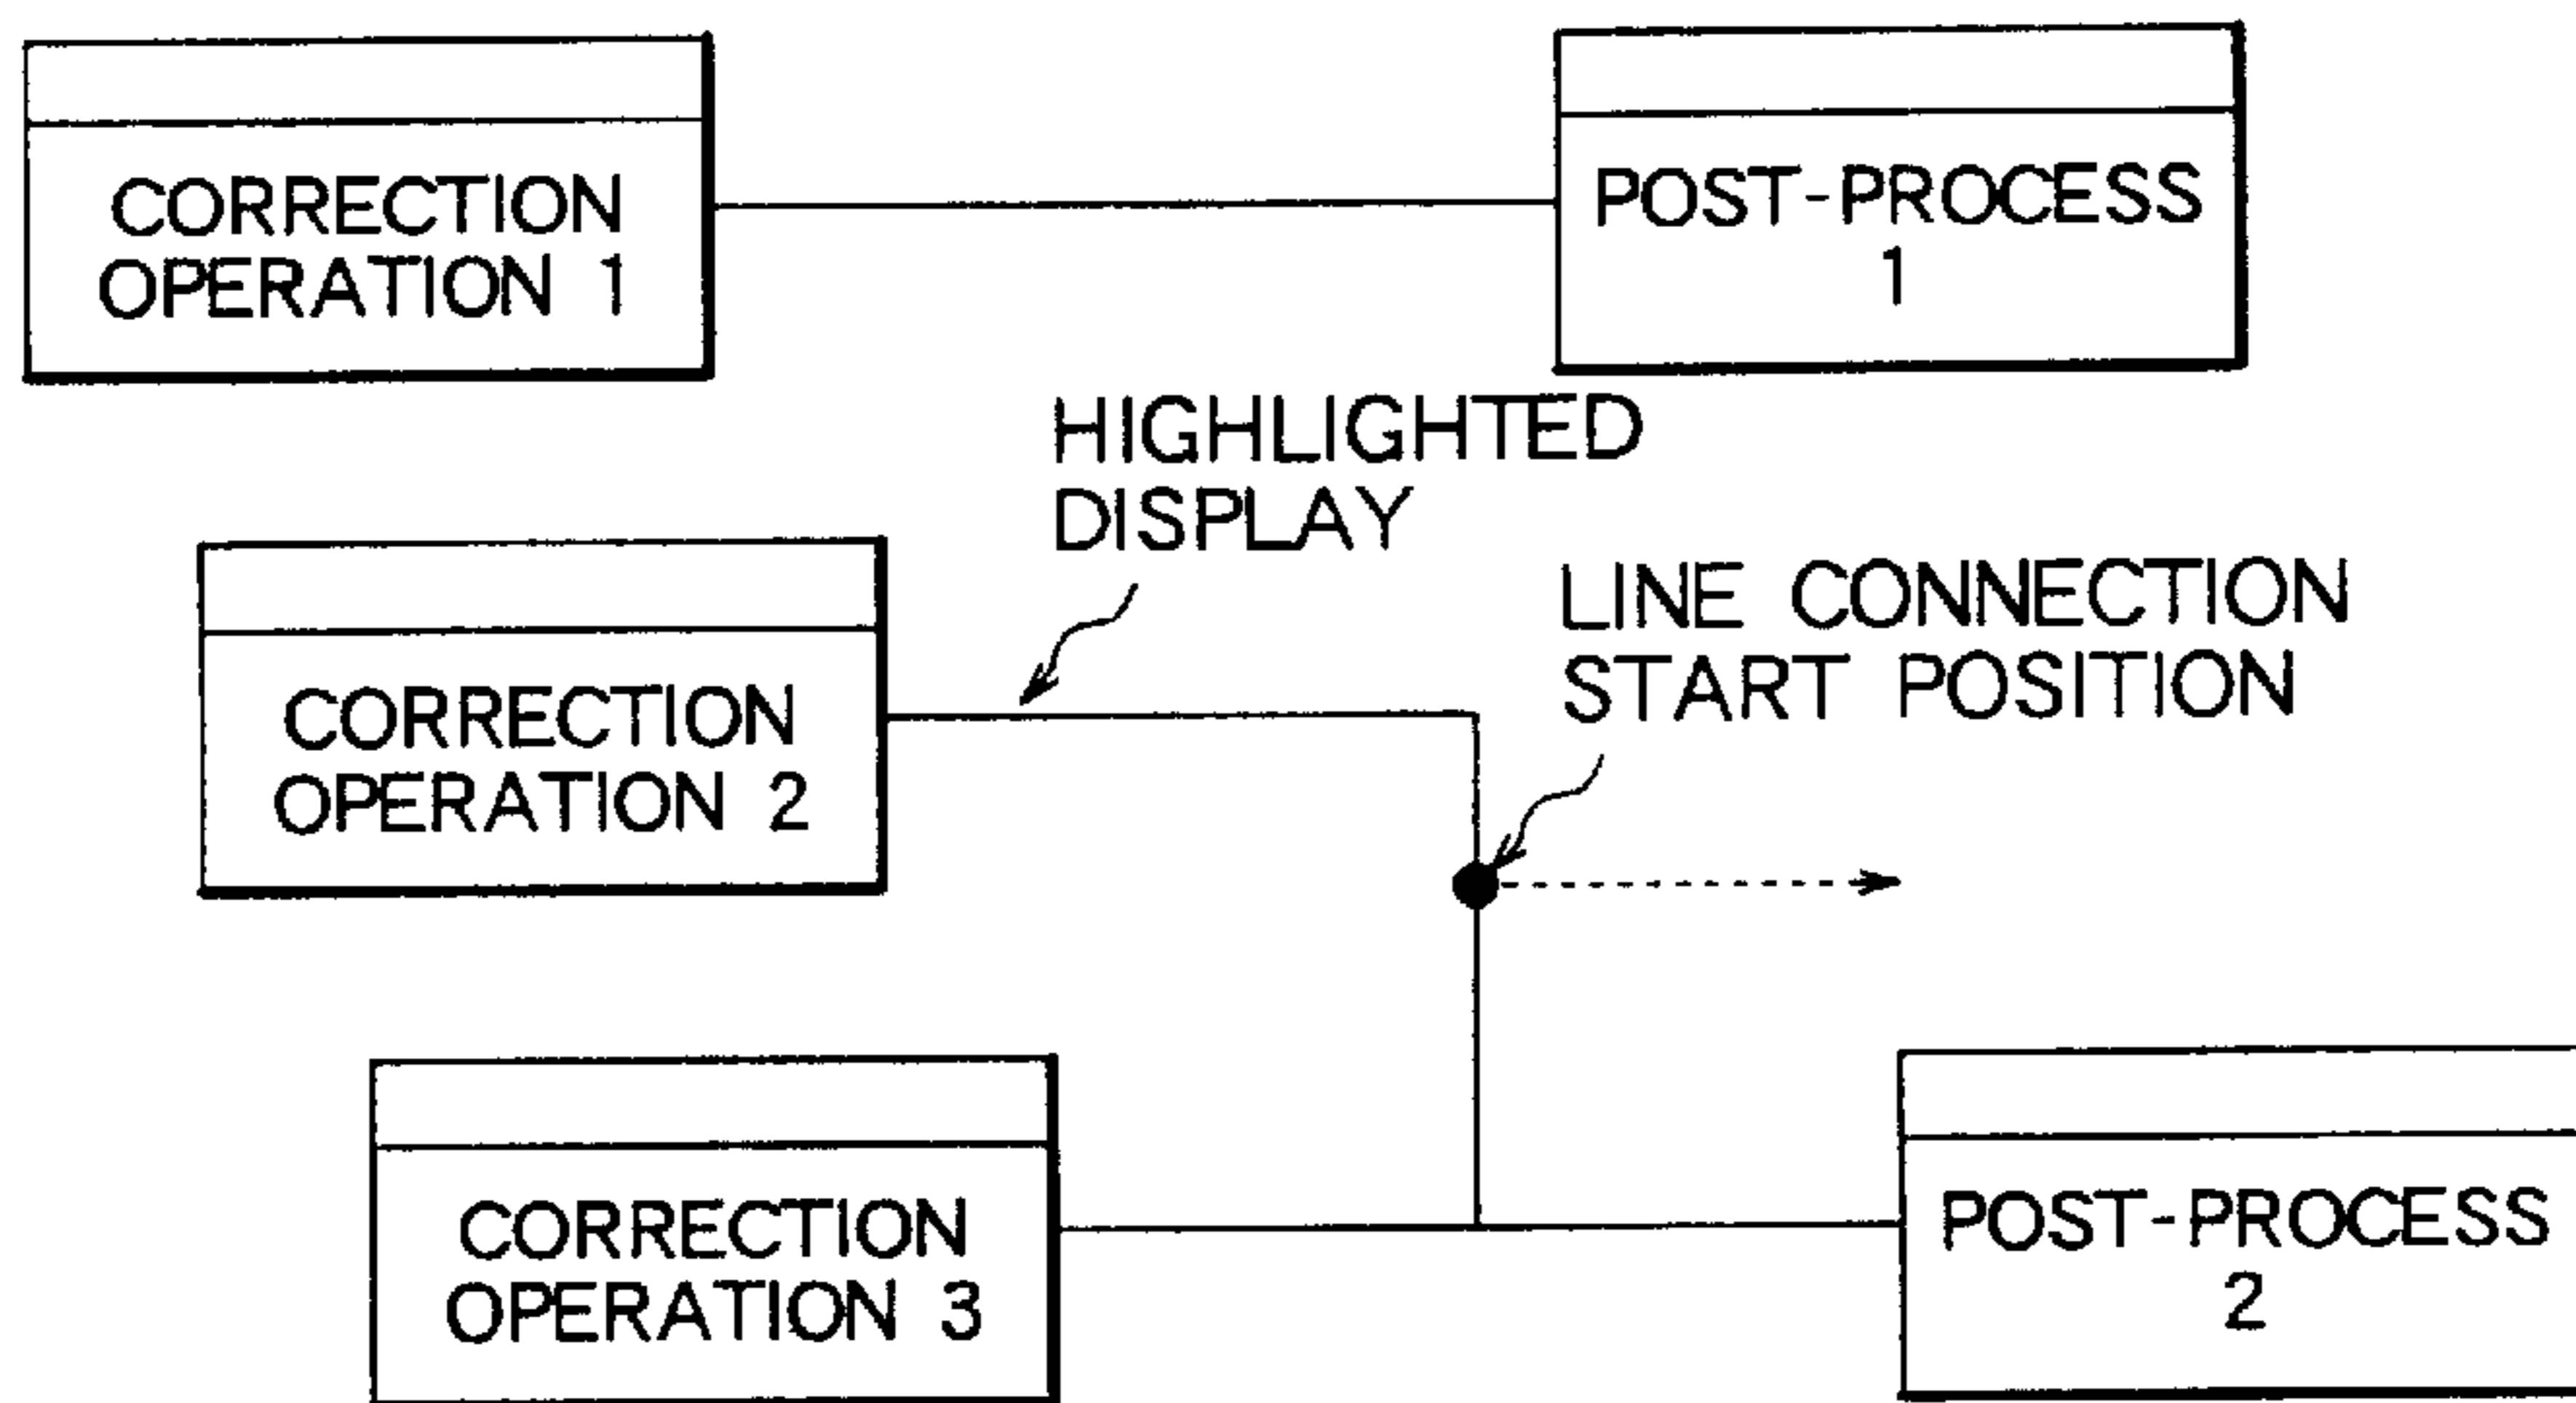 CORRECTION
OPERATION 1
POST-PROCESS
1
HIGHLIGHTED
DISPLAY
LINE CONNECTION
START POSITION
CORRECTION
OPERATION 2
CORRECTION
OPERATION 3
POST-PROCESS
2